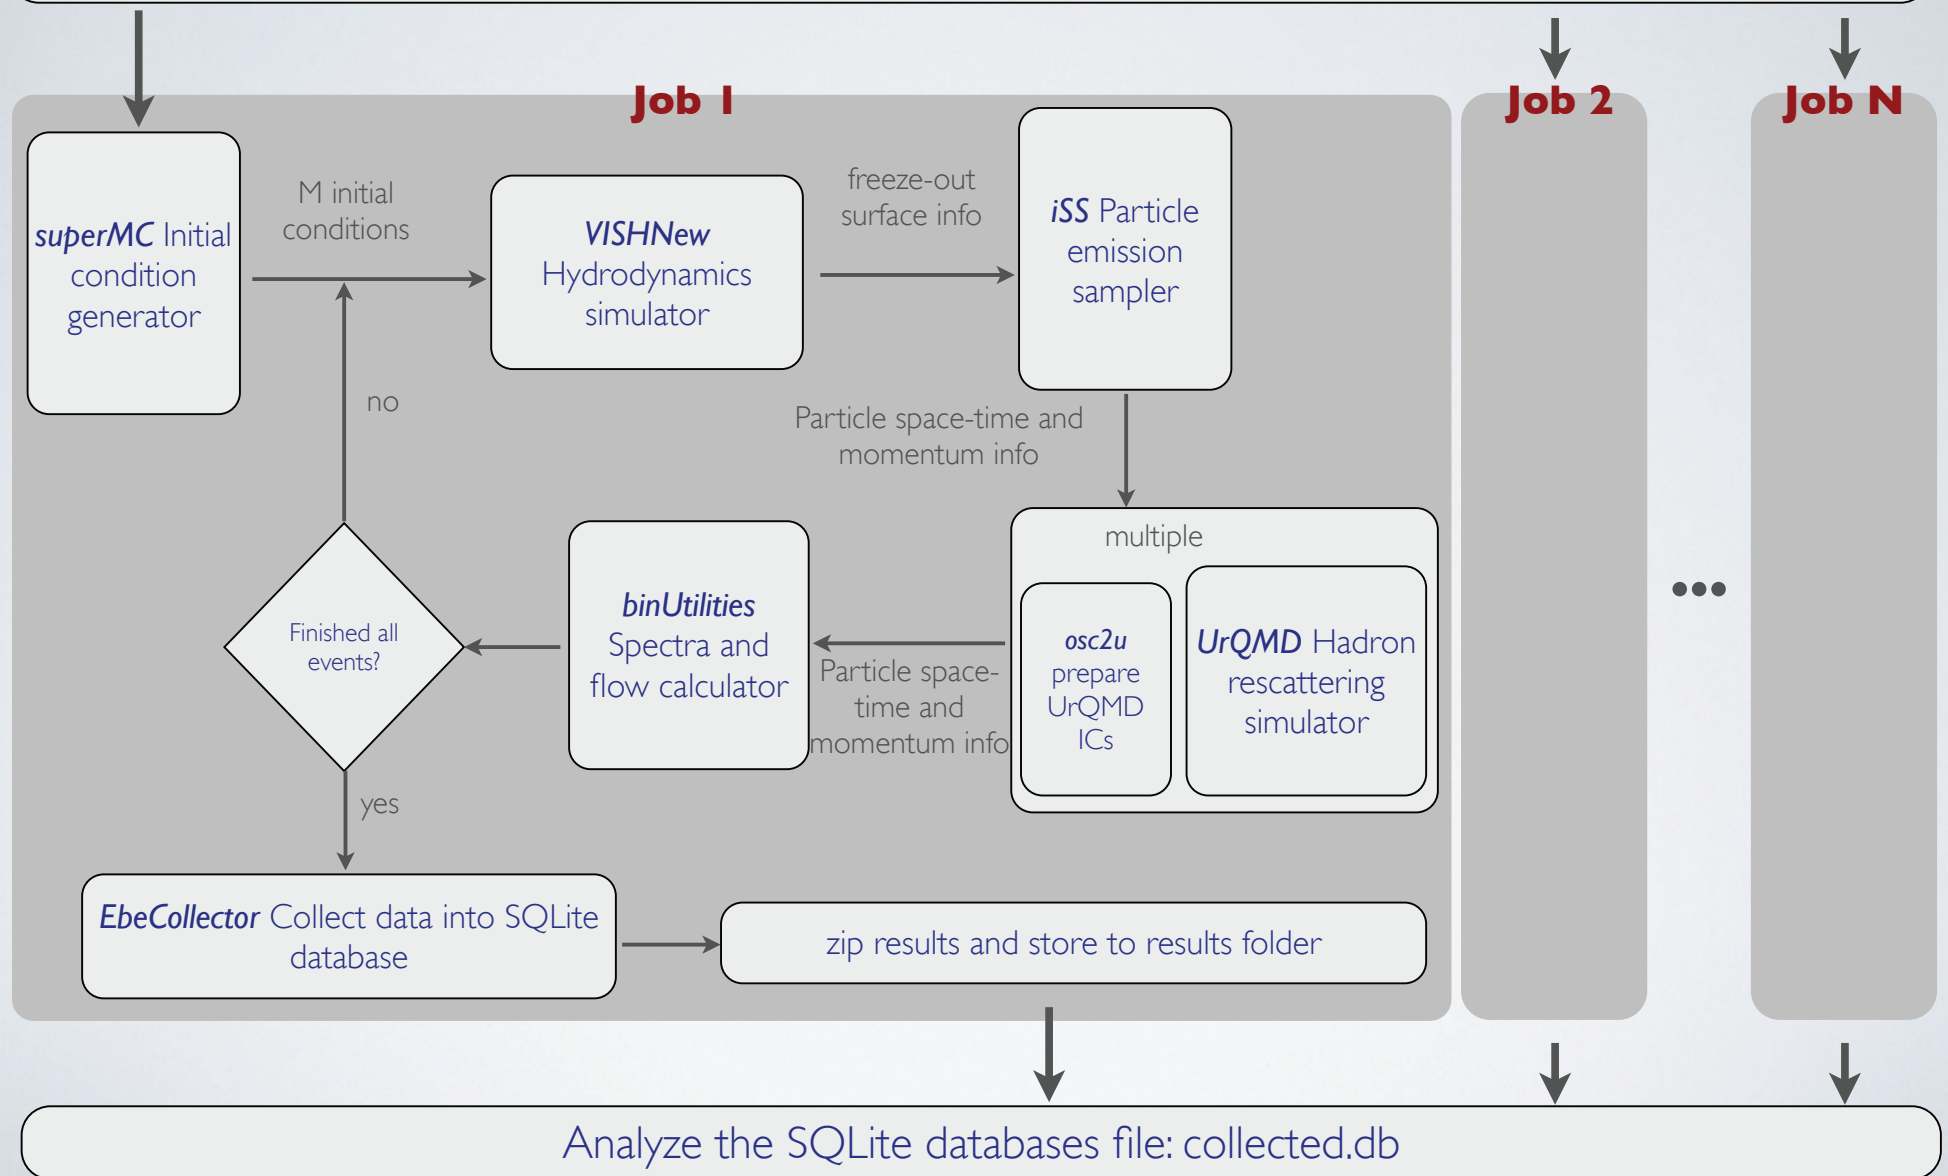 Job 1
Job 2
Job N
superMC Initial
condition
generator
M initial
conditions
VISHNew
Hydrodynamics
simulator
freeze-out
surface info
iSS Particle
emission
sampler
no
Particle space-time and
momentum info
multiple
osc2u
prepare
UrQMD
ICs
UrQMD Hadron
rescattering
simulator
Particle space-
time and
momentum info
binUtilities
Spectra and
flow calculator
Finished all
events?
yes
EbeCollector Collect data into SQLite
database
zip results and store to results folder
•••
Analyze the SQLite databases file: collected.db